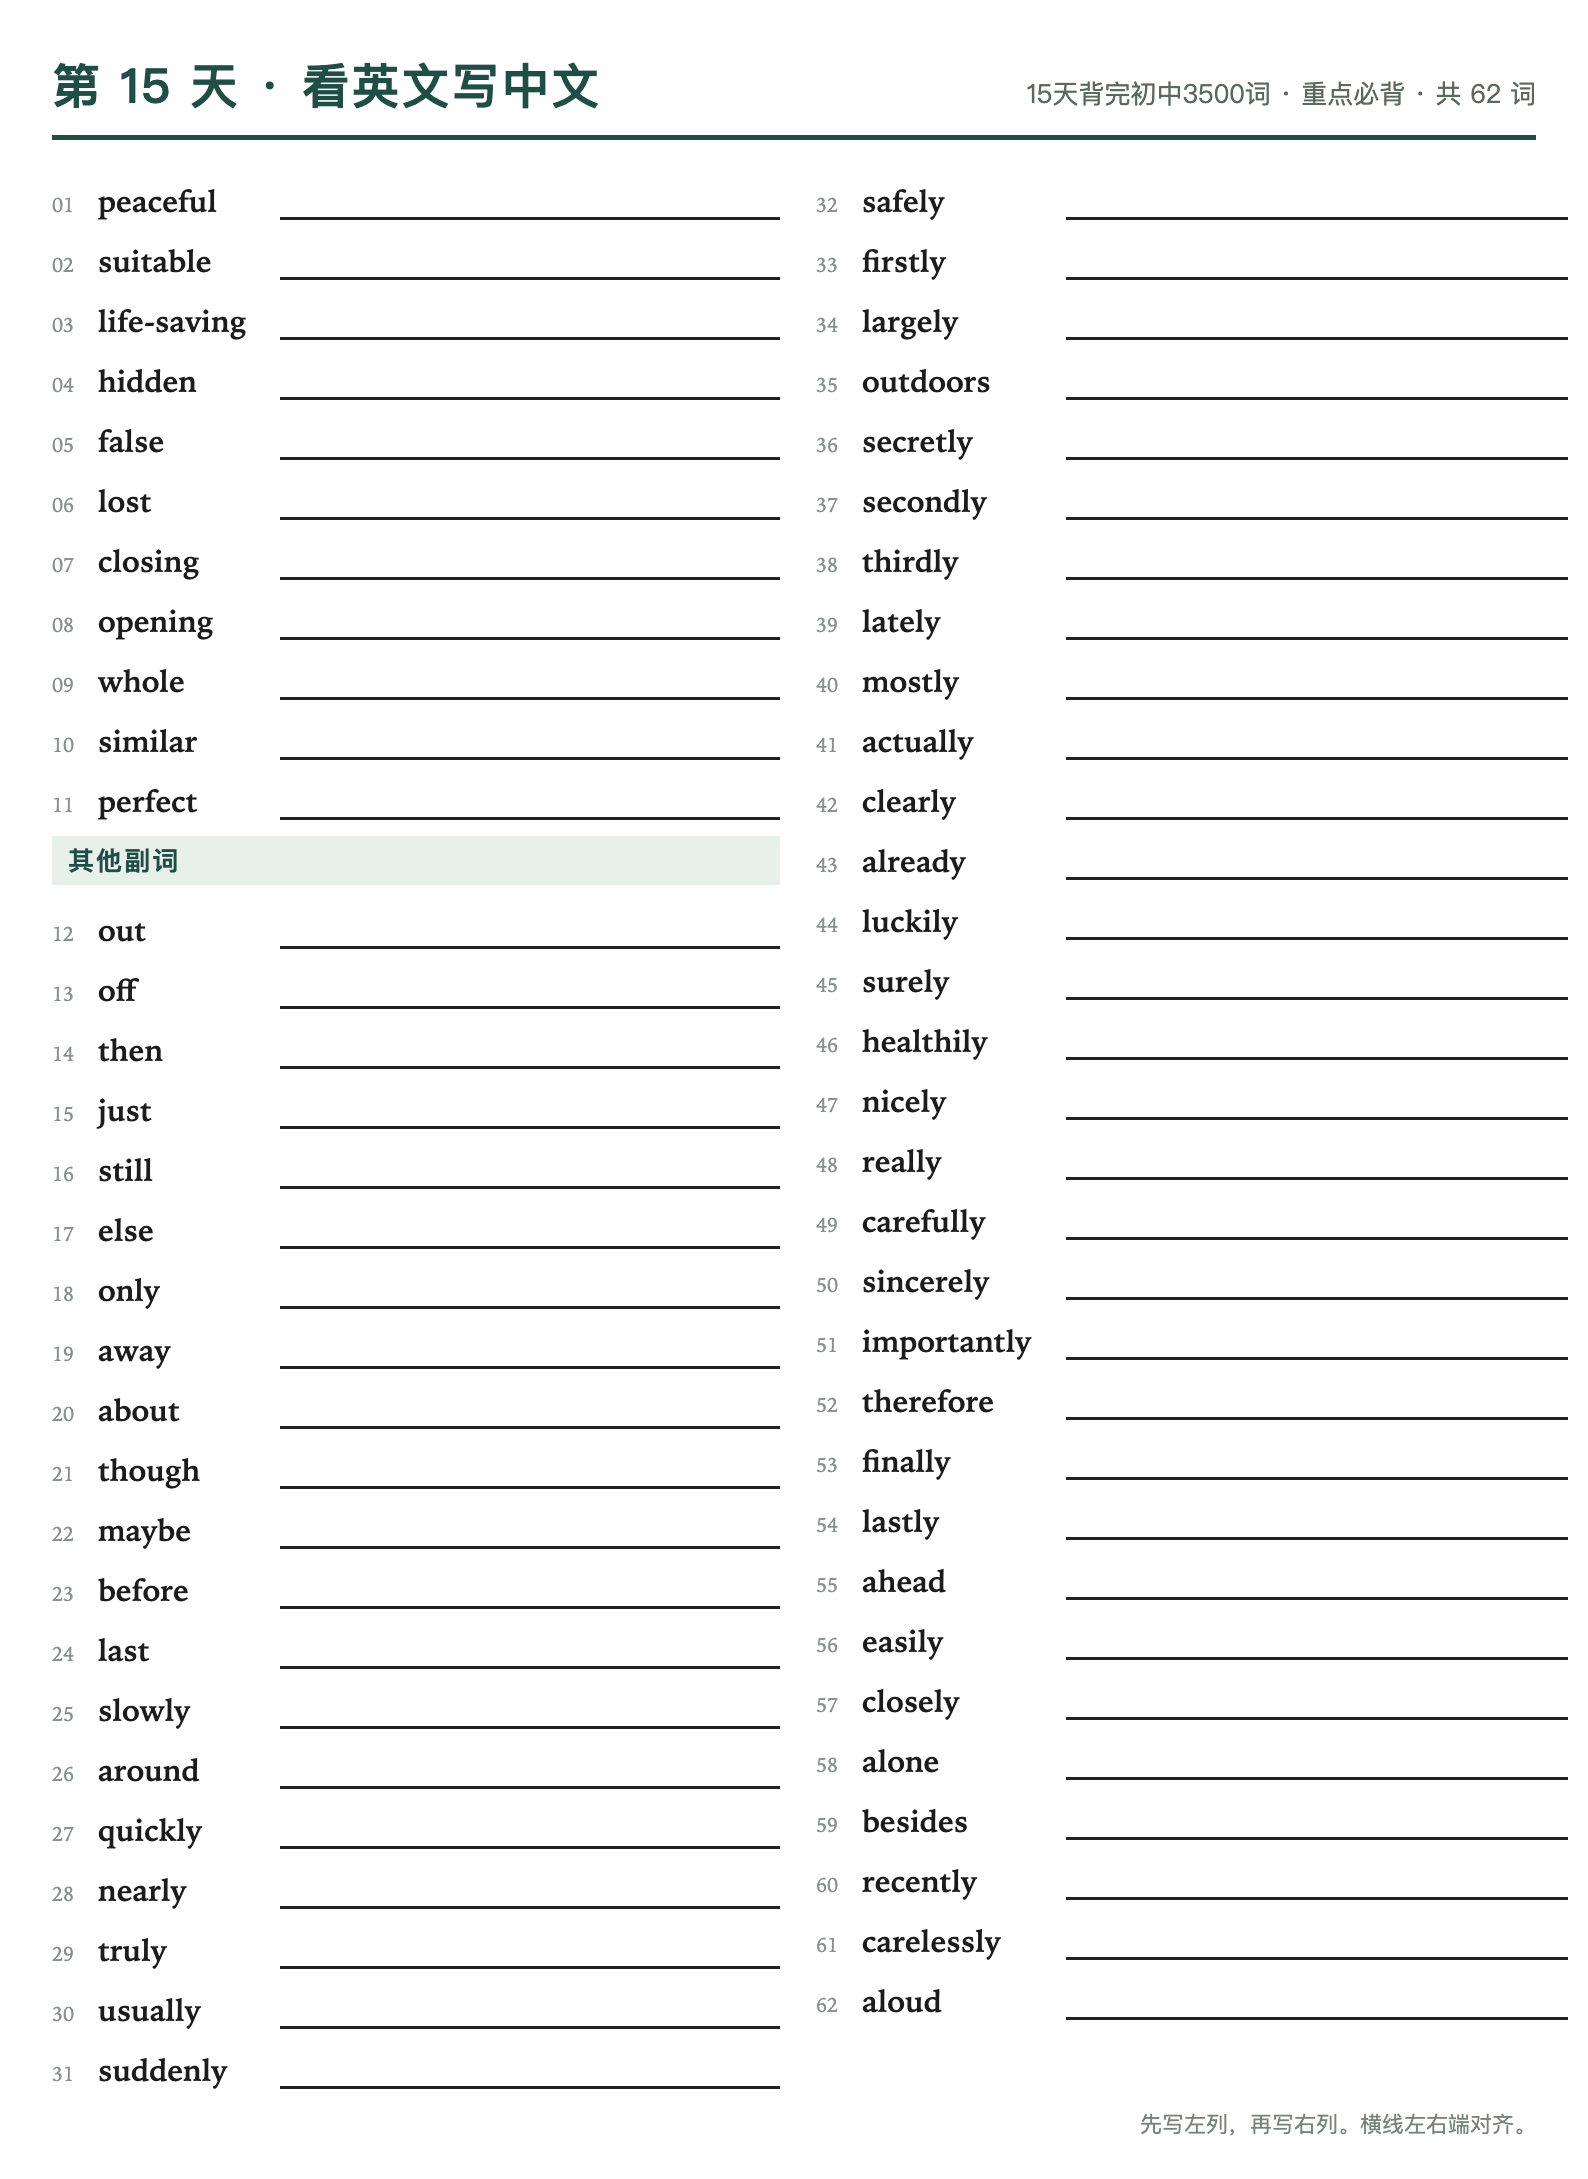 第 15 天 · 看英文写中文
15天背完初中3500词 · 重点必背 · 共 62 词
01 peaceful
02 suitable
03 life-saving
04 hidden
05 false
06 lost
07 closing
08 opening
09 whole
10 similar
11 perfect
其他副词
12 out
13 off
14 then
15 just
16 still
17 else
18 only
19 away
20 about
21 though
22 maybe
23 before
24 last
25 slowly
26 around
27 quickly
28 nearly
29 truly
30 usually
31 suddenly
32 safely
33 firstly
34 largely
35 outdoors
36 secretly
37 secondly
38 thirdly
39 lately
40 mostly
41 actually
42 clearly
43 already
44 luckily
45 surely
46 healthily
47 nicely
48 really
49 carefully
50 sincerely
51 importantly
52 therefore
53 finally
54 lastly
55 ahead
56 easily
57 closely
58 alone
59 besides
60 recently
61 carelessly
62 aloud
先写左列，再写右列。横线左右端对齐。